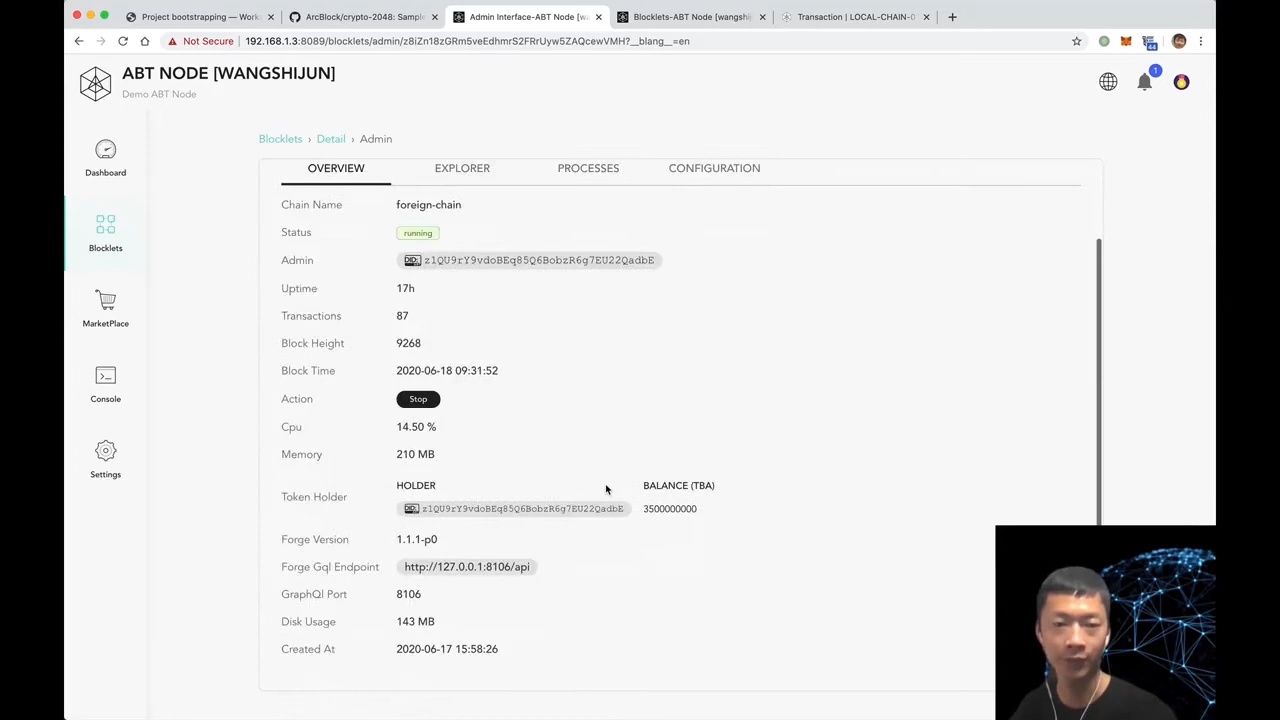 Project bootstrapping — Work
ArcBlock/crypto-2048: Sample
Admin Interface-ABT Node [wa
Blocklets-ABT Node [wangshij
Transaction | LOCAL-CHAIN-0
Not Secure 192.168.1.3:8089/blocklets/admin/z8iZn18zGRm5veEdhmrS2FRrUyw5ZAQcewVMH?__blang__=en
44
ABT NODE [WANGSHIJUN]
Demo ABT Node
1
Dashboard
Blocklets
MarketPlace
Console
Settings
Blocklets › Detail › Admin
OVERVIEW EXPLORER PROCESSES CONFIGURATION
Chain Name foreign-chain
Status running
Admin DID: z1QU9rY9vdoBEq85Q6BobzR6g7EU22QadbE
Uptime 17h
Transactions 87
Block Height 9268
Block Time 2020-06-18 09:31:52
Action Stop
Cpu 14.50 %
Memory 210 MB
HOLDER BALANCE (TBA)
Token Holder
DID: z1QU9rY9vdoBEq85Q6BobzR6g7EU22QadbE 3500000000
Forge Version 1.1.1-p0
Forge Gql Endpoint http://127.0.0.1:8106/api
GraphQl Port 8106
Disk Usage 143 MB
Created At 2020-06-17 15:58:26